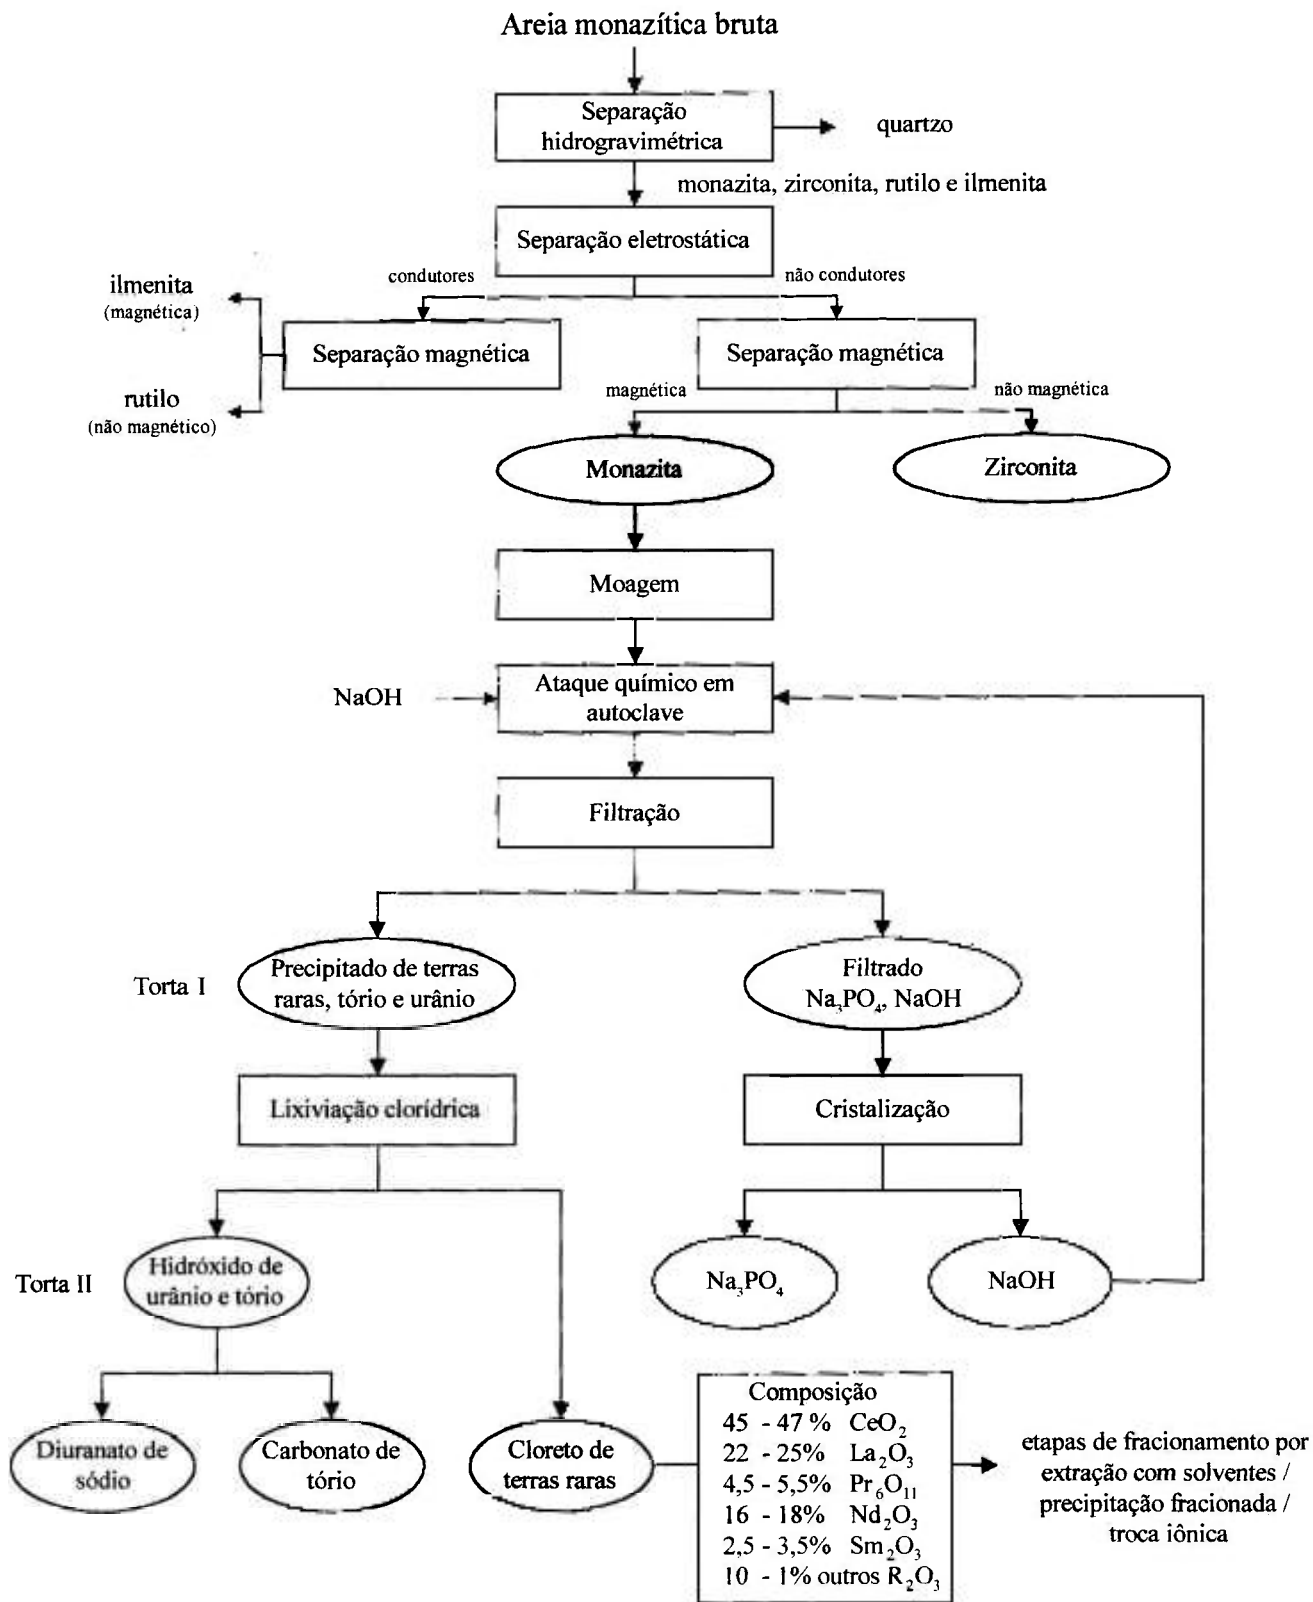 Areia monazítica bruta
Separação
hidrogravimétrica
quartzo
monazita, zirconita, rutilo e ilmenita
Separação eletrostática
condutores
não condutores
ilmenita
(magnética)
Separação magnética
Separação magnética
rutilo
(não magnético)
magnética
não magnética
Monazita
Zirconita
Moagem
NaOH
Ataque químico em
autoclave
Filtração
Torta I
Precipitado de terras
raras, tório e urânio
Filtrado
Na₃PO₄, NaOH
Lixiviação clorídrica
Cristalização
Torta II
Hidróxido de
urânio e tório
Na₃PO₄
NaOH
Diuranato de
sódio
Carbonato de
tório
Cloreto de
terras raras
Composição
45 - 47 % CeO₂
22 - 25% La₂O₃
4,5 - 5,5% Pr₆O₁₁
16 - 18% Nd₂O₃
2,5 - 3,5% Sm₂O₃
10 - 1% outros R₂O₃
etapas de fracionamento por
extração com solventes /
precipitação fracionada /
troca iônica